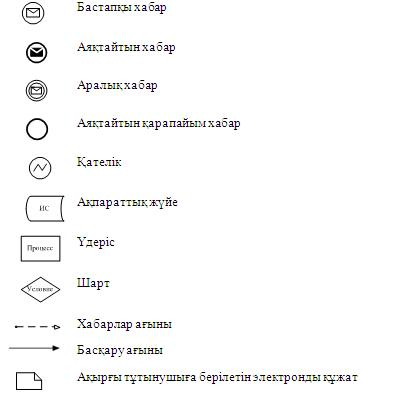 Бастапқы хабар
Аяқтайтын хабар
Аралық хабар
Аяқтайтын қарапайым хабар
Қателік
ИС Ақпараттық жүйе
Процесс Үдеріс
Условие Шарт
Хабарлар ағыны
Басқару ағыны
Ақырғы тұтынушыға берілетін электронды құжат